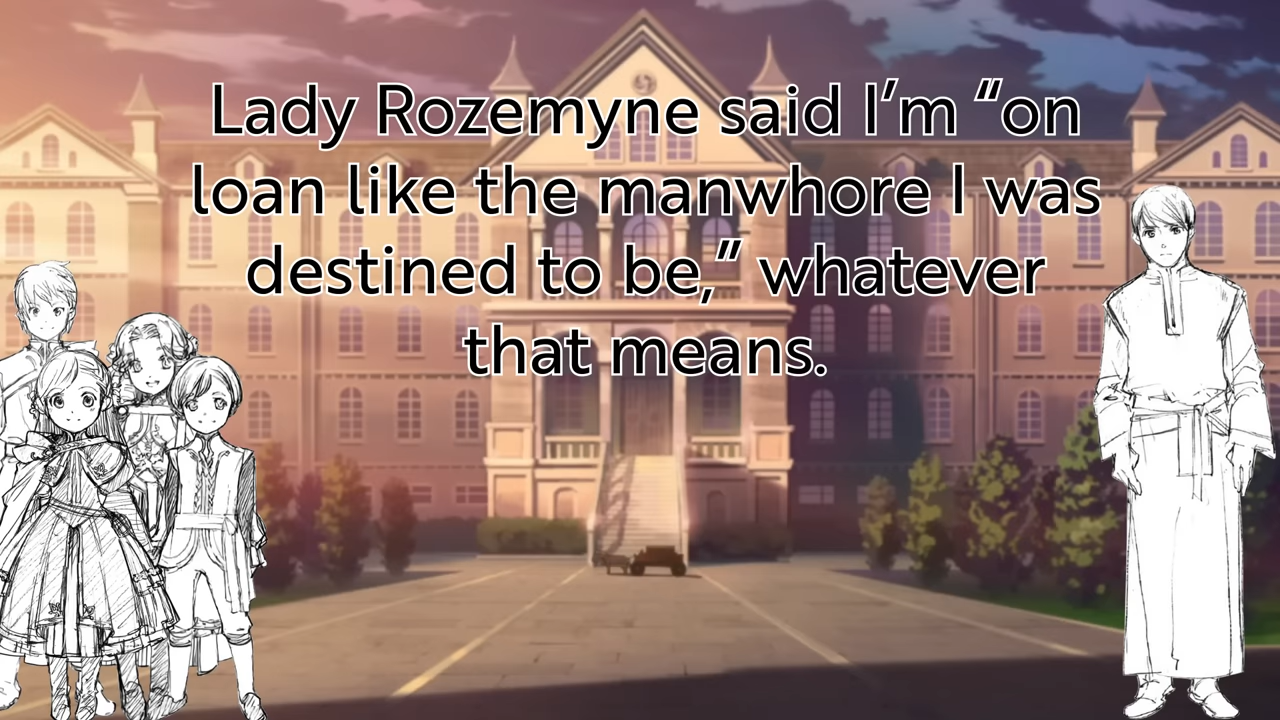 Lady Rozemyne said I’m “on
loan like the manwhore I was
destined to be,” whatever
that means.